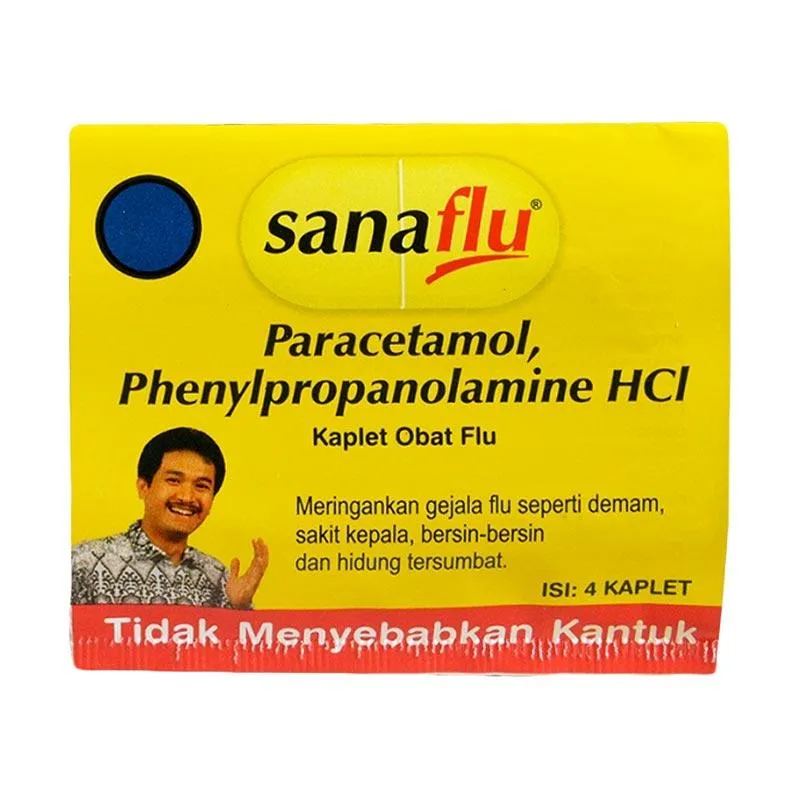 sanaflu®
Paracetamol,
Phenylpropanolamine HCl
Kaplet Obat Flu
Meringankan gejala flu seperti demam,
sakit kepala, bersin-bersin
dan hidung tersumbat.
ISI: 4 KAPLET
Tidak Menyebabkan Kantuk